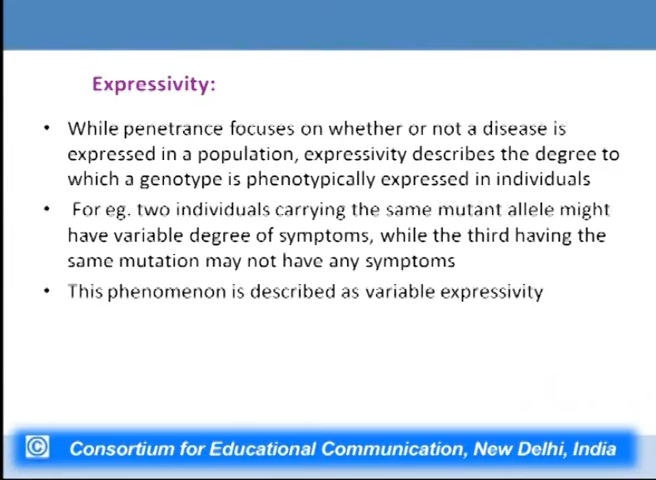 Expressivity:
• While penetrance focuses on whether or not a disease is
expressed in a population, expressivity describes the degree to
which a genotype is phenotypically expressed in individuals
• For eg. two individuals carrying the same mutant allele might
have variable degree of symptoms, while the third having the
same mutation may not have any symptoms
• This phenomenon is described as variable expressivity
© Consortium for Educational Communication, New Delhi, India